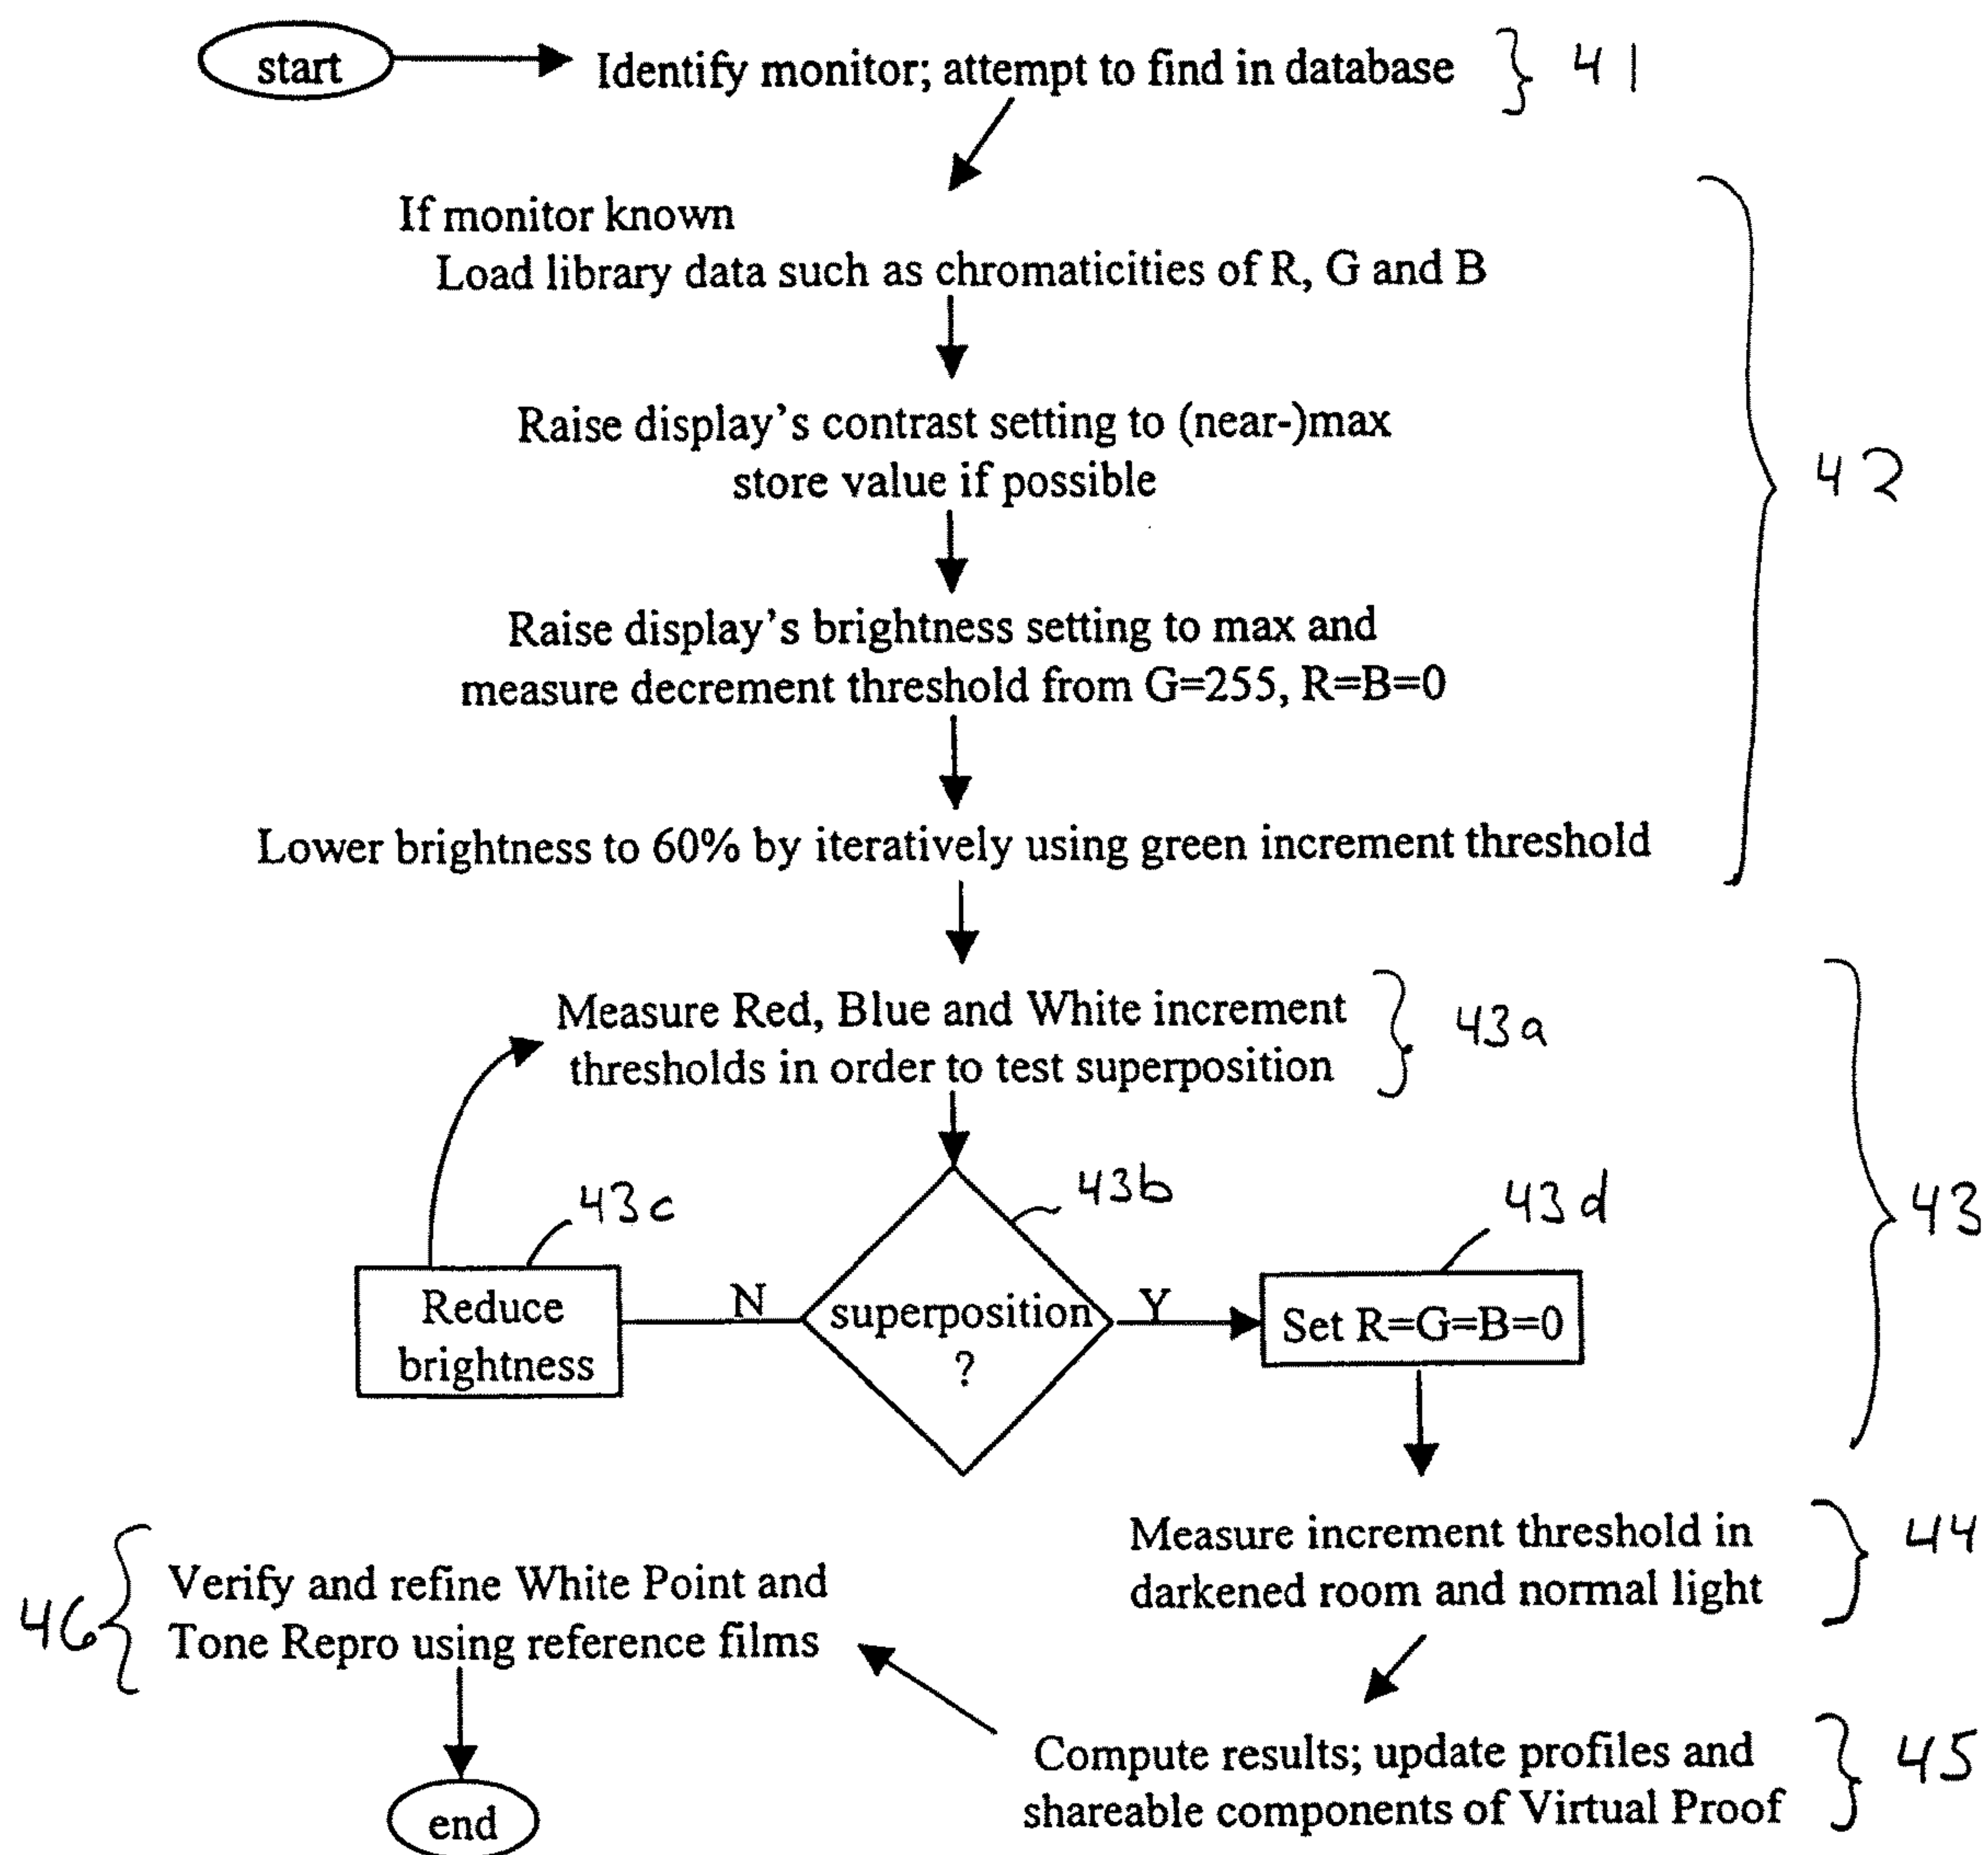 start
Identify monitor; attempt to find in database
41
If monitor known
Load library data such as chromaticities of R, G and B
Raise display's contrast setting to (near-)max
store value if possible
42
Raise display's brightness setting to max and
measure decrement threshold from G=255, R=B=0
Lower brightness to 60% by iteratively using green increment threshold
Measure Red, Blue and White increment
thresholds in order to test superposition
43a
43c
43b
43d
43
Reduce
brightness
N
superposition
?
Y
Set R=G=B=0
Measure increment threshold in
darkened room and normal light
44
46
Verify and refine White Point and
Tone Repro using reference films
Compute results; update profiles and
shareable components of Virtual Proof
45
end